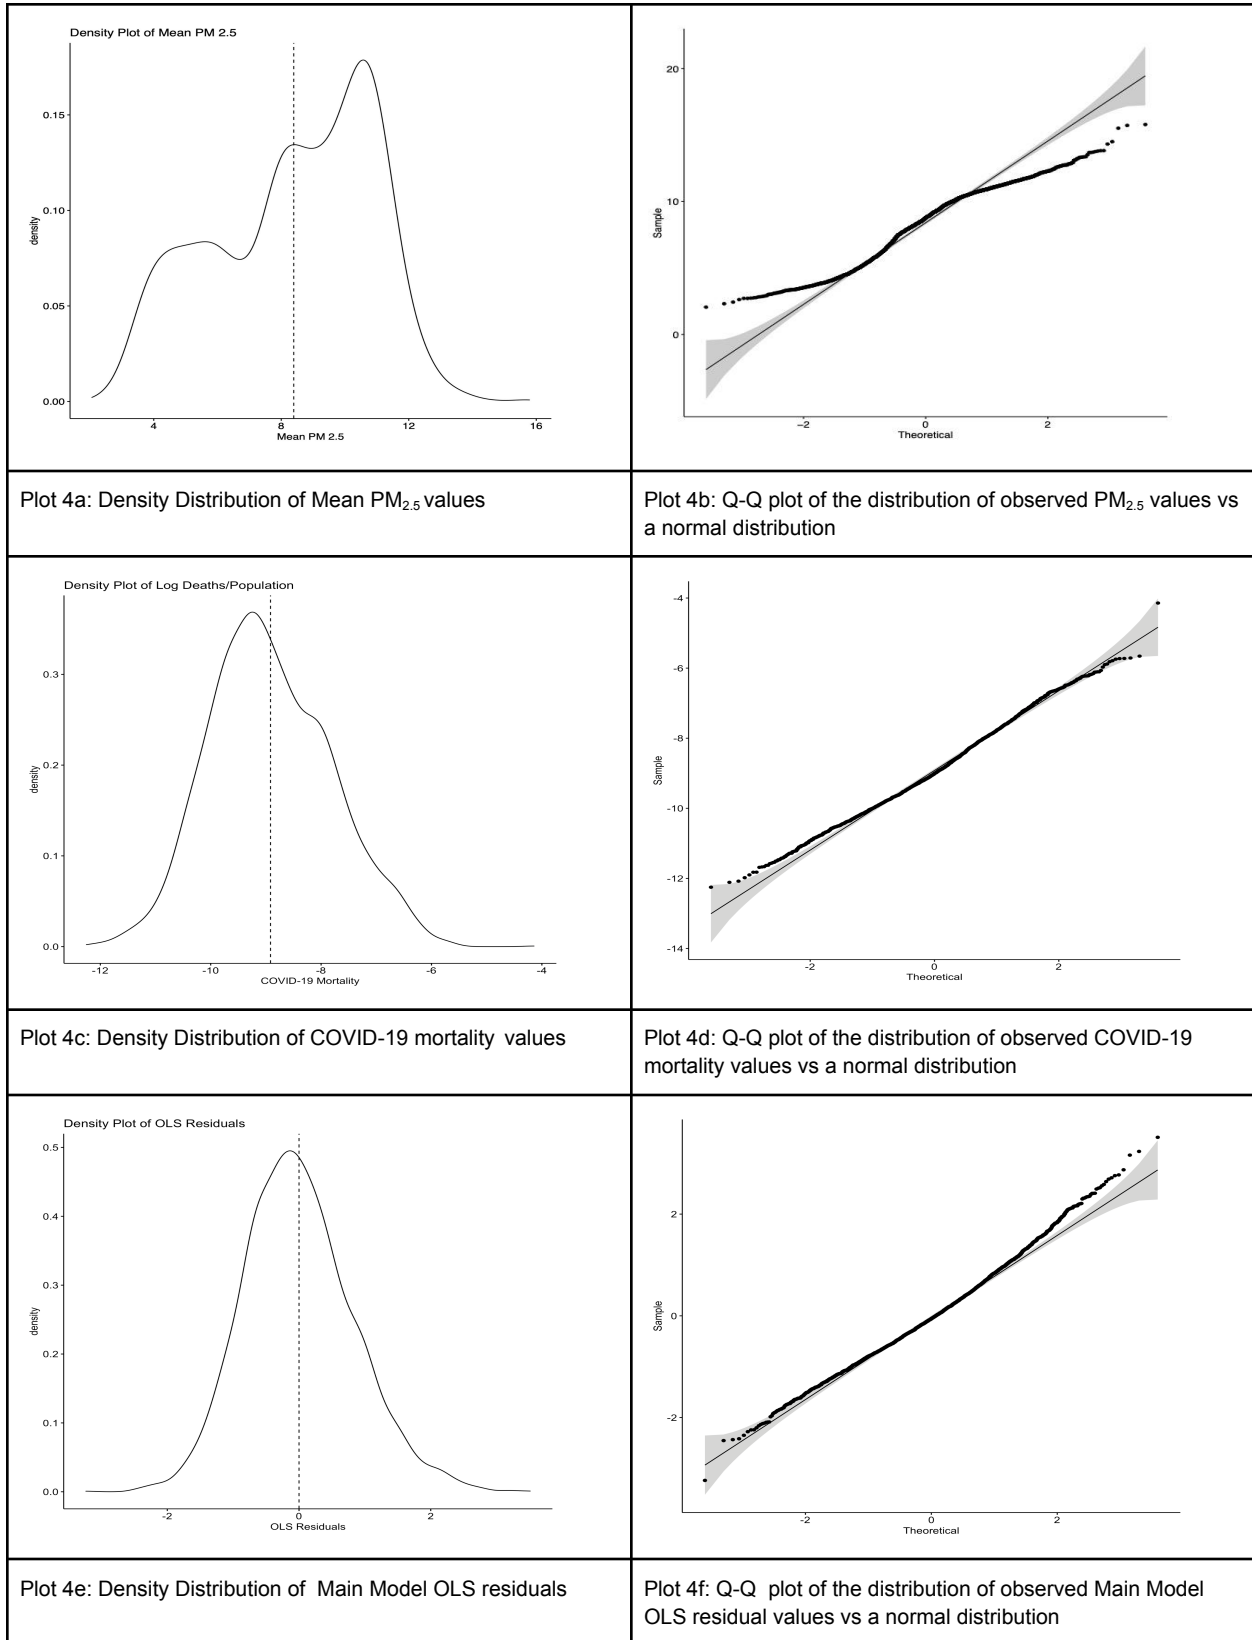 Density Plot of Mean PM 2.5
density
0.15
0.10
0.05
0.00
4
8
12
16
Mean PM 2.5
Sample
20
10
0
-2
0
2
Theoretical
Plot 4a: Density Distribution of Mean PM2.5 values
Plot 4b: Q-Q plot of the distribution of observed PM2.5 values vs
a normal distribution
Density Plot of Log Deaths/Population
density
0.3
0.2
0.1
0.0
-12
-10
-8
-6
-4
COVID-19 Mortality
Sample
-4
-6
-8
-10
-12
-14
-2
0
2
Theoretical
Plot 4c: Density Distribution of COVID-19 mortality values
Plot 4d: Q-Q plot of the distribution of observed COVID-19
mortality values vs a normal distribution
Density Plot of OLS Residuals
density
0.5
0.4
0.3
0.2
0.1
0.0
-2
0
2
OLS Residuals
Sample
2
0
-2
-2
0
2
Theoretical
Plot 4e: Density Distribution of Main Model OLS residuals
Plot 4f: Q-Q plot of the distribution of observed Main Model
OLS residual values vs a normal distribution